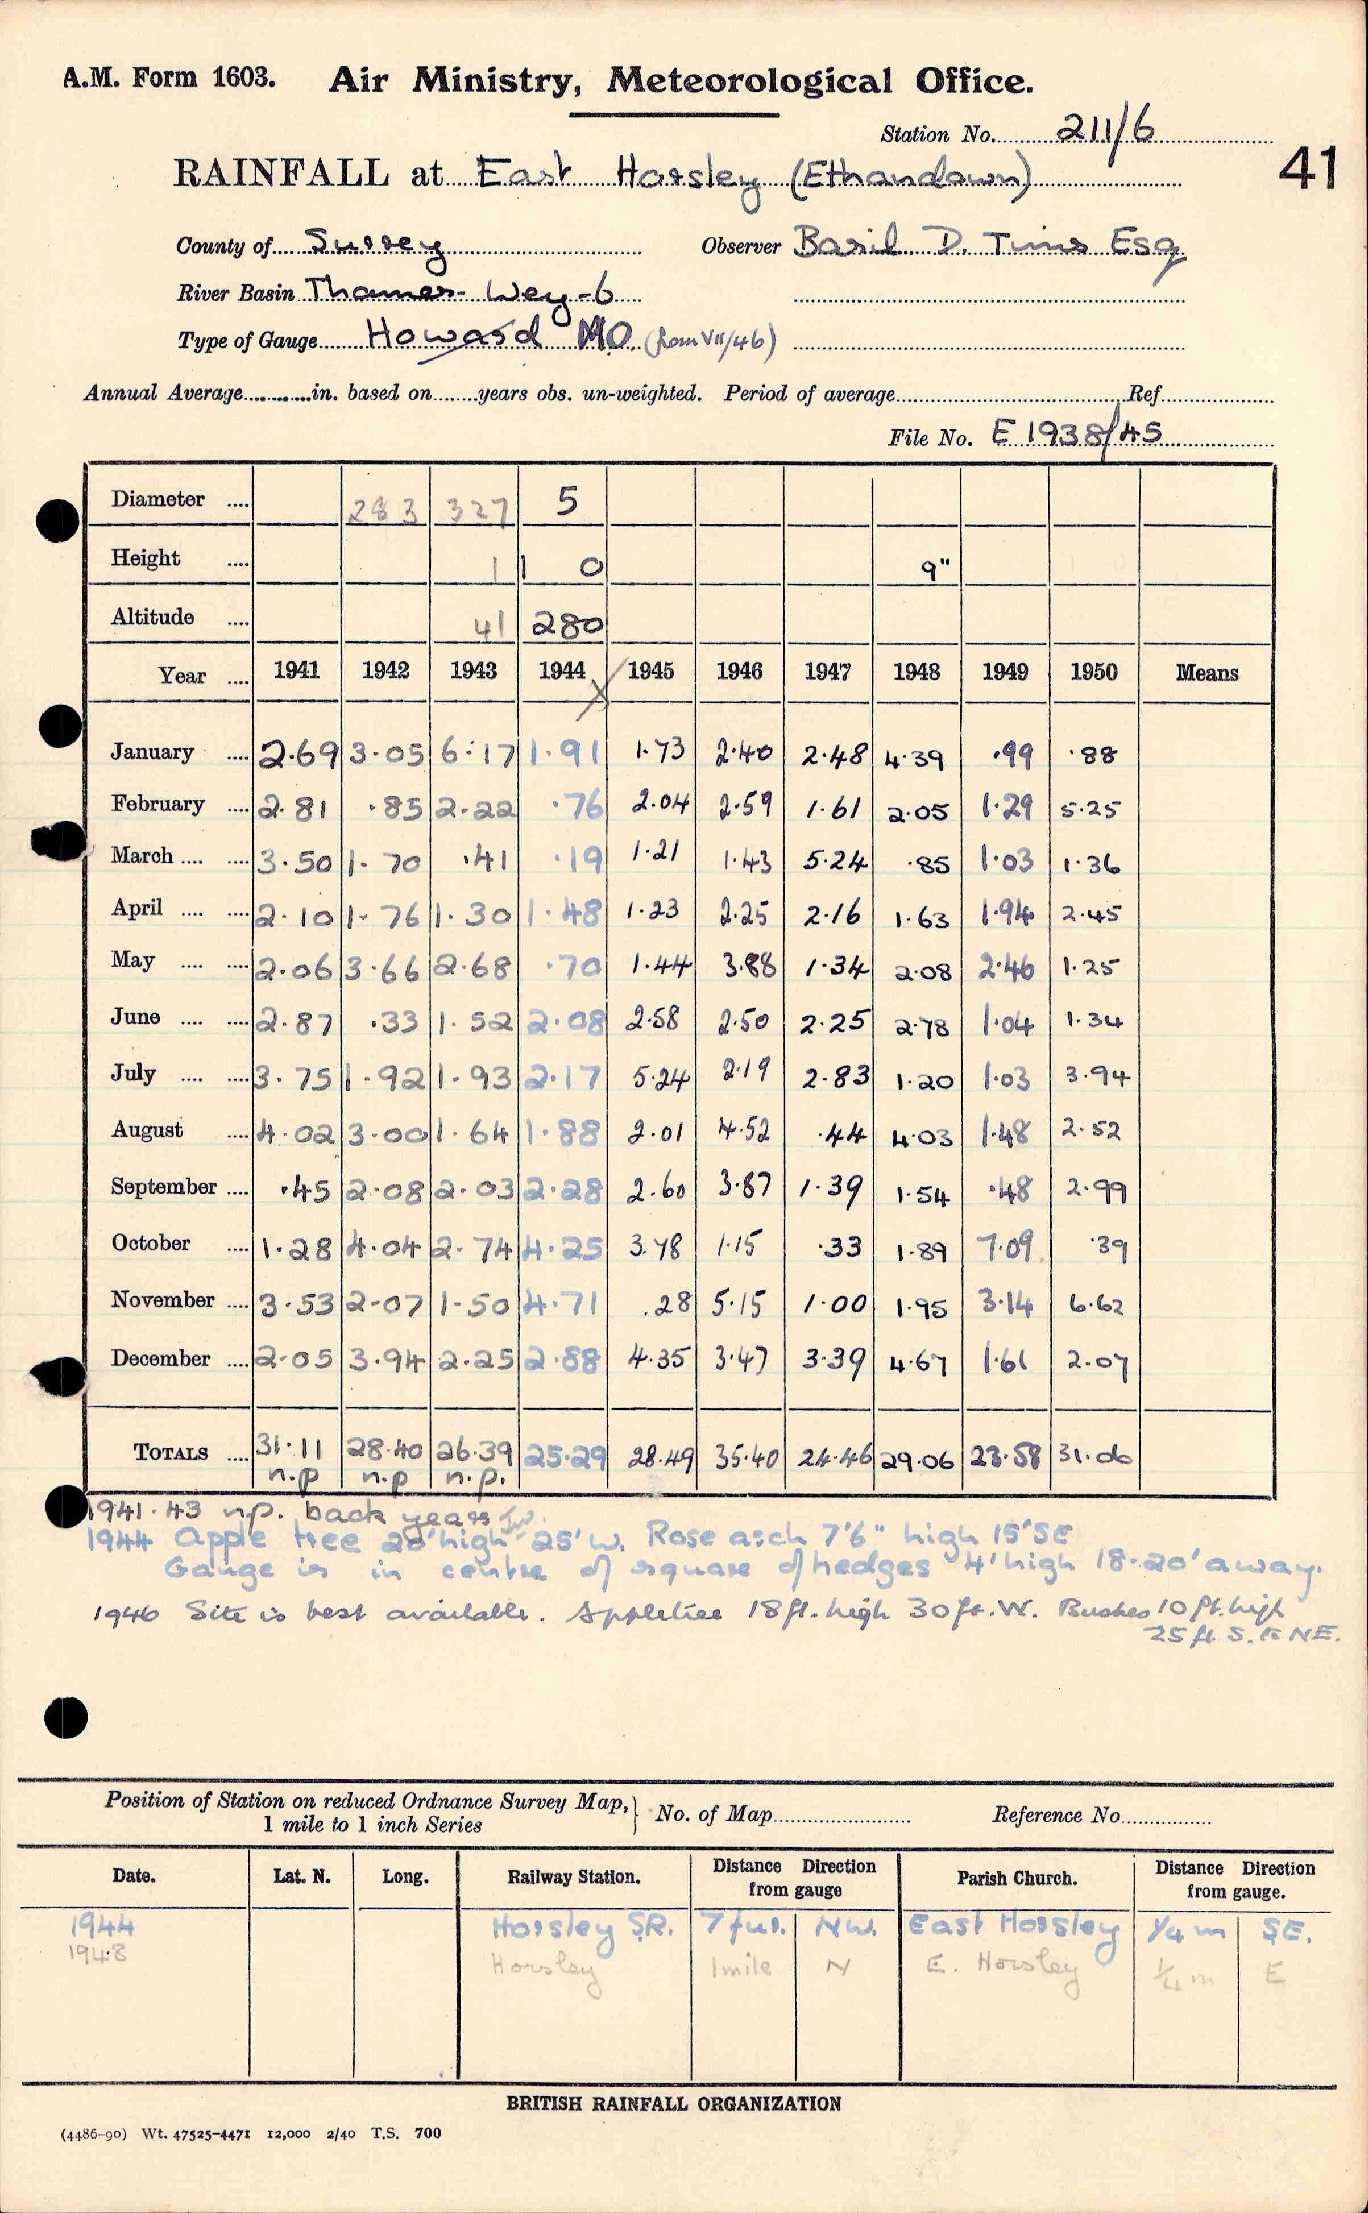 A.M. Form 1603. Air Ministry, Meteorological Office.
Station No. 211/6
41
RAINFALL at East Horsley (Ethandown)
County of Surrey Observer Basil D. Tims Esq
River Basin Thames - Wey - 6
Type of Gauge Howard M.O. (from VII/46)
Annual Average in. based on years obs. un-weighted. Period of average Ref.
File No. E 1938/45
Diameter 283 327 5
Height 1 1 0 9"
Altitude 41 280
Year 1941 1942 1943 1944 1945 1946 1947 1948 1949 1950 Means
January 2.69 3.05 6.17 1.91 1.73 2.40 2.48 4.39 .99 .88
February 2.81 .85 2.22 .76 2.04 2.59 1.61 2.05 1.29 5.25
March 3.50 1.70 .41 .19 1.21 1.43 5.24 .85 1.03 1.36
April 2.10 1.76 1.30 1.48 1.23 2.25 2.16 1.63 1.94 2.45
May 2.06 3.66 2.68 .70 1.44 3.88 1.34 2.08 2.46 1.25
June 2.87 .33 1.52 2.08 2.58 2.50 2.25 2.78 1.04 1.34
July 3.75 1.92 1.93 2.17 5.24 2.19 2.83 1.20 1.03 3.94
August 4.02 3.00 1.64 1.88 2.01 4.52 .44 4.03 1.48 2.52
September .45 2.08 2.03 2.28 2.60 3.87 1.39 1.54 .48 2.99
October 1.28 4.04 2.74 4.25 3.98 1.15 .33 1.89 7.09 .39
November 3.53 2.07 1.50 4.71 .28 5.15 1.00 1.95 3.14 6.62
December 2.05 3.94 2.25 2.88 4.35 3.47 3.39 4.67 1.61 2.07
TOTALS 31.11 28.40 26.39 25.29 28.49 35.40 24.46 29.06 23.58 31.06
n.p n.p n.p.
1941-43 n.p. back years
1944 Apple tree 20' high 25' W. Rose arch 7'6" high 15' SE
Gauge is in centre of square of hedges 4' high 18-20' away.
1946 Site is best available. Appletree 18 ft. high 30 ft. W. Bushes 10 ft. high
25 ft S. & NE.
Position of Station on reduced Ordnance Survey Map, 1 mile to 1 inch Series No. of Map Reference No.
Date. Lat. N. Long. Railway Station. Distance Direction from gauge Parish Church. Distance Direction from gauge.
1944 Horsley S.R. 7 fur. NW. East Horsley 1/4 m SE.
1948 Horsley 1 mile N E. Horsley 1/4 m E
BRITISH RAINFALL ORGANIZATION
(4486-90) Wt. 47525-4471 12,000 2/40 T.S. 700